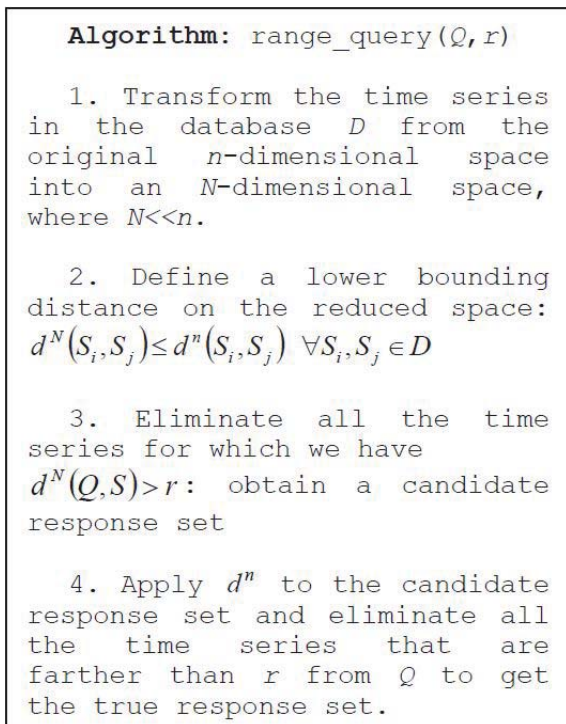 Algorithm: range_query(Q,r)
1. Transform the time series
in the database D from the
original n-dimensional space
into an N-dimensional space,
where N<<n.
2. Define a lower bounding
distance on the reduced space:
d^N(S_i,S_j)≤d^n(S_i,S_j) ∀S_i,S_j∈D
3. Eliminate all the time
series for which we have
d^N(Q,S)>r: obtain a candidate
response set
4. Apply d^n to the candidate
response set and eliminate all
the time series that are
farther than r from Q to get
the true response set.